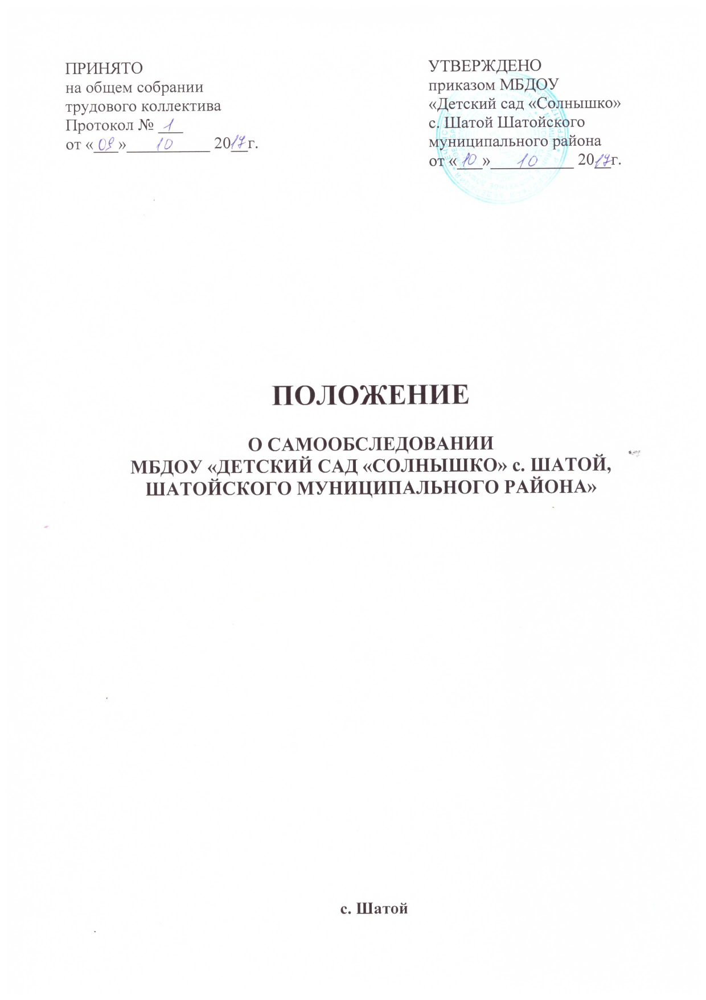 ПРИНЯТО
на общем собрании
трудового коллектива
Протокол № 1
от «09» 10 2017г.
УТВЕРЖДЕНО
приказом МБДОУ
«Детский сад «Солнышко»
с. Шатой Шатойского
муниципального района
от «10» 10 2017г.
ПОЛОЖЕНИЕ
О САМООБСЛЕДОВАНИИ
МБДОУ «ДЕТСКИЙ САД «СОЛНЫШКО» с. ШАТОЙ,
ШАТОЙСКОГО МУНИЦИПАЛЬНОГО РАЙОНА»
с. Шатой